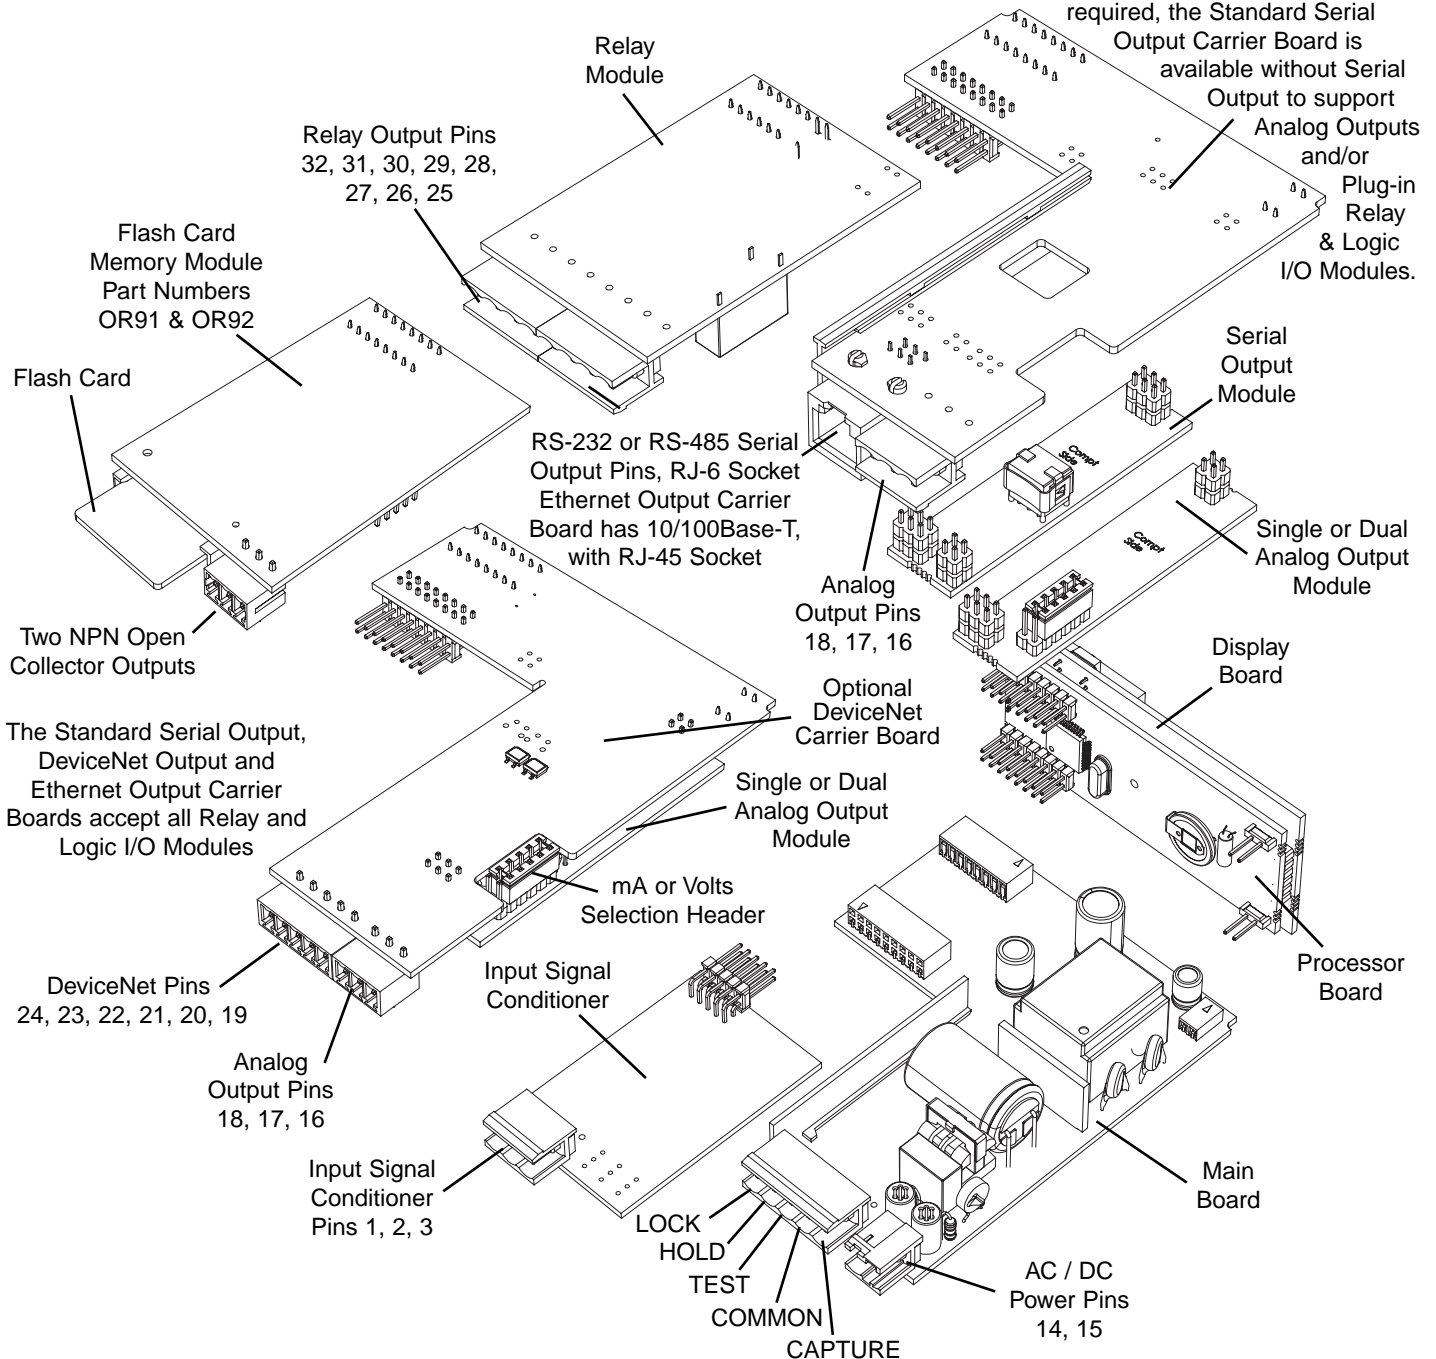 required, the Standard Serial
Output Carrier Board is
available without Serial
Output to support
Analog Outputs
and/or
Plug-in
Relay
& Logic
I/O Modules.
Relay
Module
Relay Output Pins
32, 31, 30, 29, 28,
27, 26, 25
Flash Card
Memory Module
Part Numbers
OR91 & OR92
Flash Card
Serial
Output
Module
RS-232 or RS-485 Serial
Output Pins, RJ-6 Socket
Ethernet Output Carrier
Board has 10/100Base-T,
with RJ-45 Socket
Compt
Side
Compt
Side
Single or Dual
Analog Output
Module
Analog
Output Pins
18, 17, 16
Two NPN Open
Collector Outputs
Display
Board
Optional
DeviceNet
Carrier Board
The Standard Serial Output,
DeviceNet Output and
Ethernet Output Carrier
Boards accept all Relay and
Logic I/O Modules
Single or Dual
Analog Output
Module
mA or Volts
Selection Header
Input Signal
Conditioner
Processor
Board
DeviceNet Pins
24, 23, 22, 21, 20, 19
Analog
Output Pins
18, 17, 16
Input Signal
Conditioner
Pins 1, 2, 3
Main
Board
LOCK
HOLD
TEST
COMMON
CAPTURE
AC / DC
Power Pins
14, 15